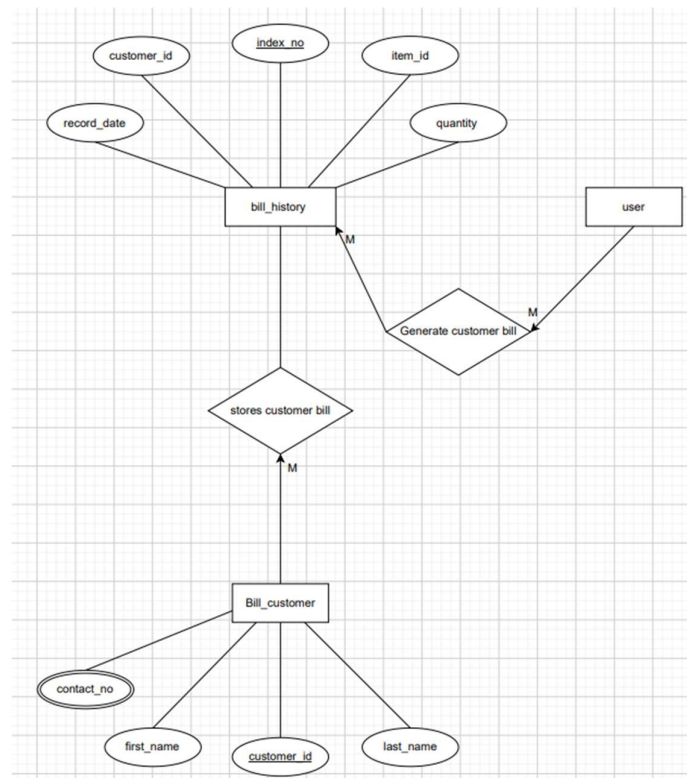 index_no
customer_id
item_id
record_date
quantity
bill_history
user
M
M
Generate customer bill
stores customer bill
M
Bill_customer
contact_no
first_name
customer_id
last_name